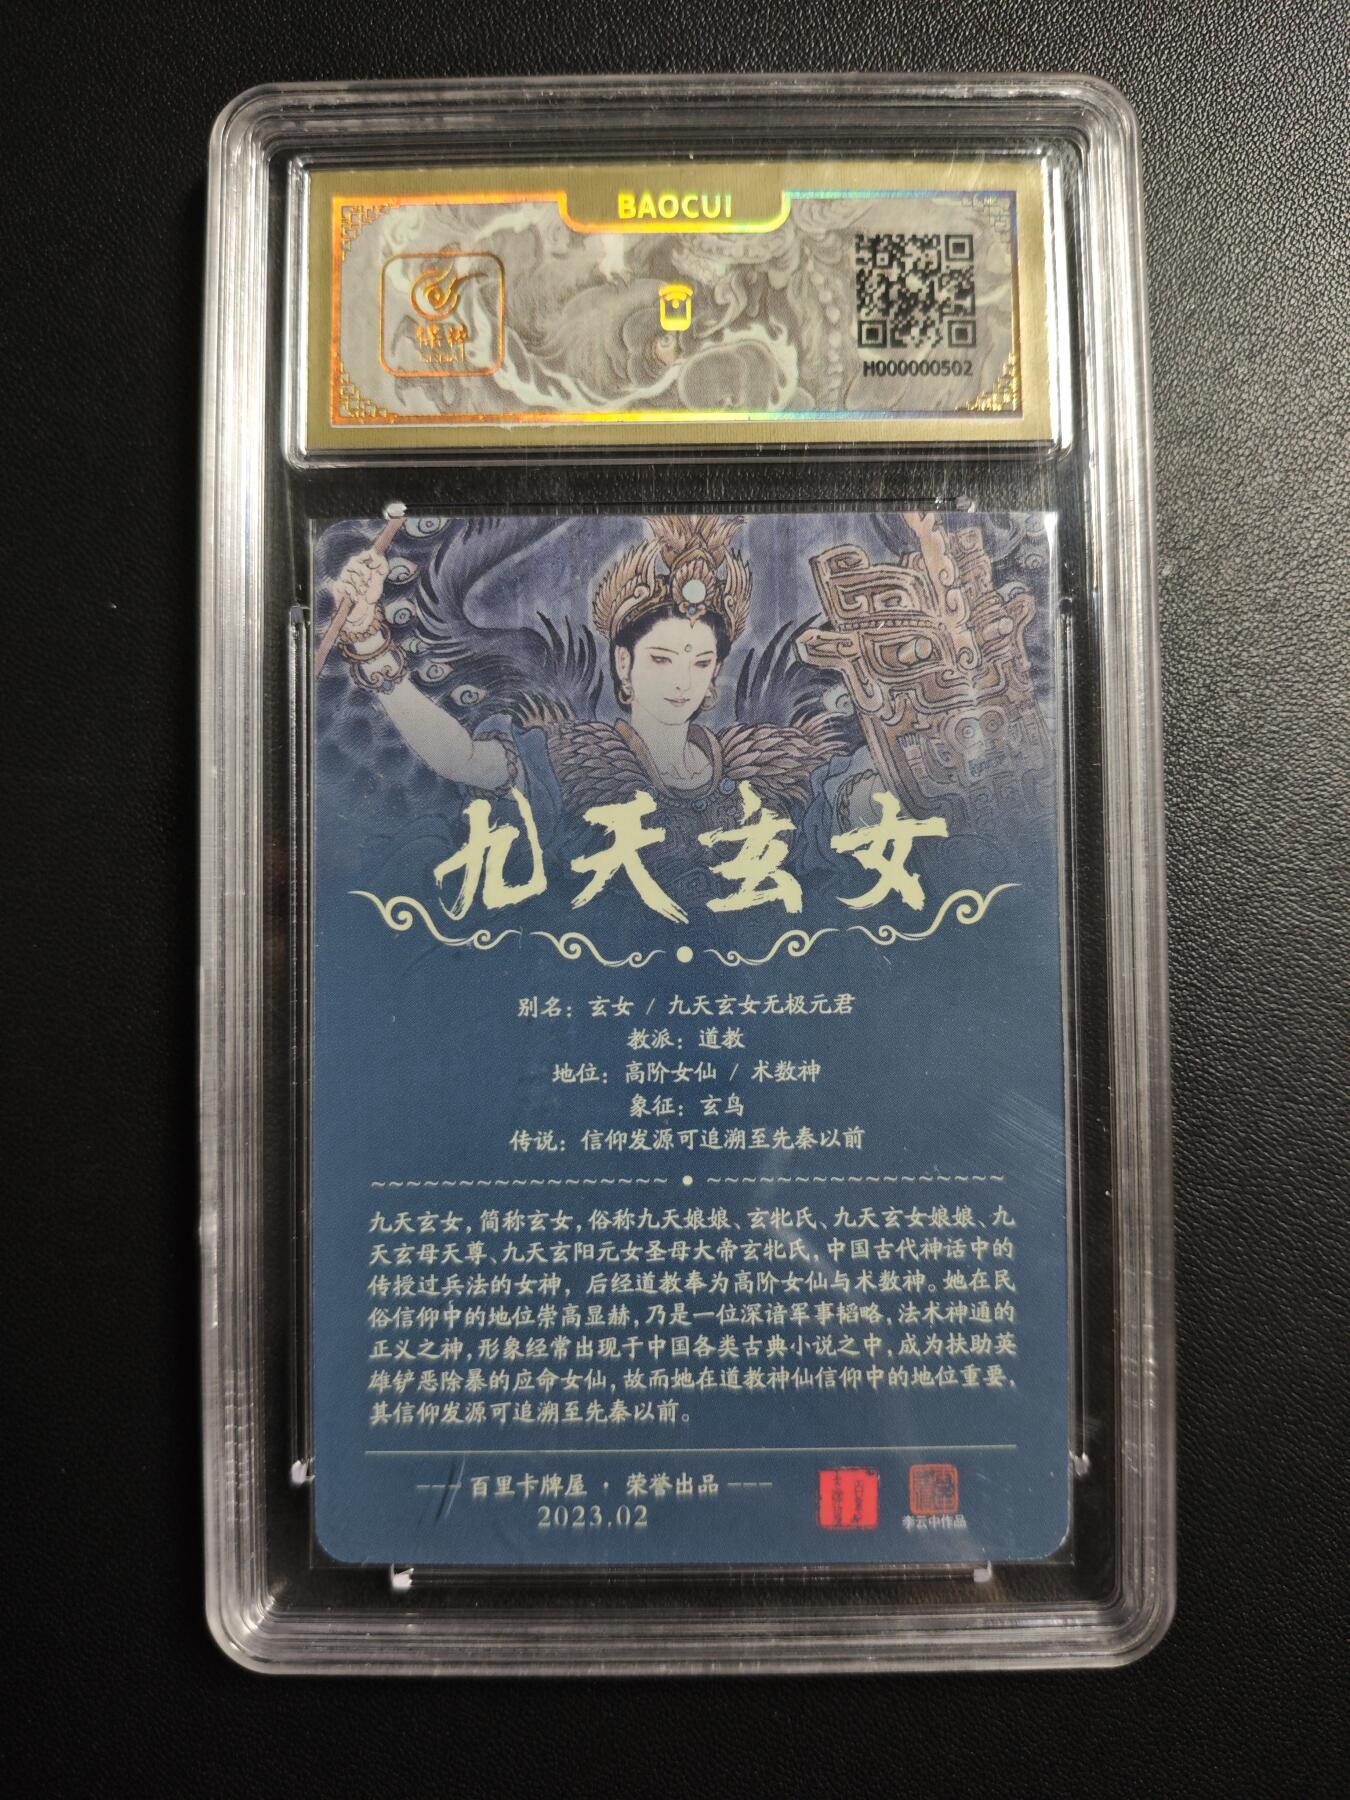 BAOCUI
保粹
H000000502
九天玄女
别名：玄女 / 九天玄女无极元君
教派：道教
地位：高阶女仙 / 术数神
象征：玄鸟
传说：信仰发源可追溯至先秦以前
九天玄女，简称玄女，俗称九天娘娘、玄牝氏、九天玄女娘娘、九
天玄母天尊、九天玄阳元女圣母大帝玄牝氏，中国古代神话中的
传授过兵法的女神，后经道教奉为高阶女仙与术数神。她在民
俗信仰中的地位崇高显赫，乃是一位深谙军事韬略，法术神通的
正义之神，形象经常出现于中国各类古典小说之中，成为扶助英
雄铲恶除暴的应命女仙，故而她在道教神仙信仰中的地位重要，
其信仰发源可追溯至先秦以前。
--- 百里卡牌屋 · 荣誉出品 ---
2023.02
李云中作品